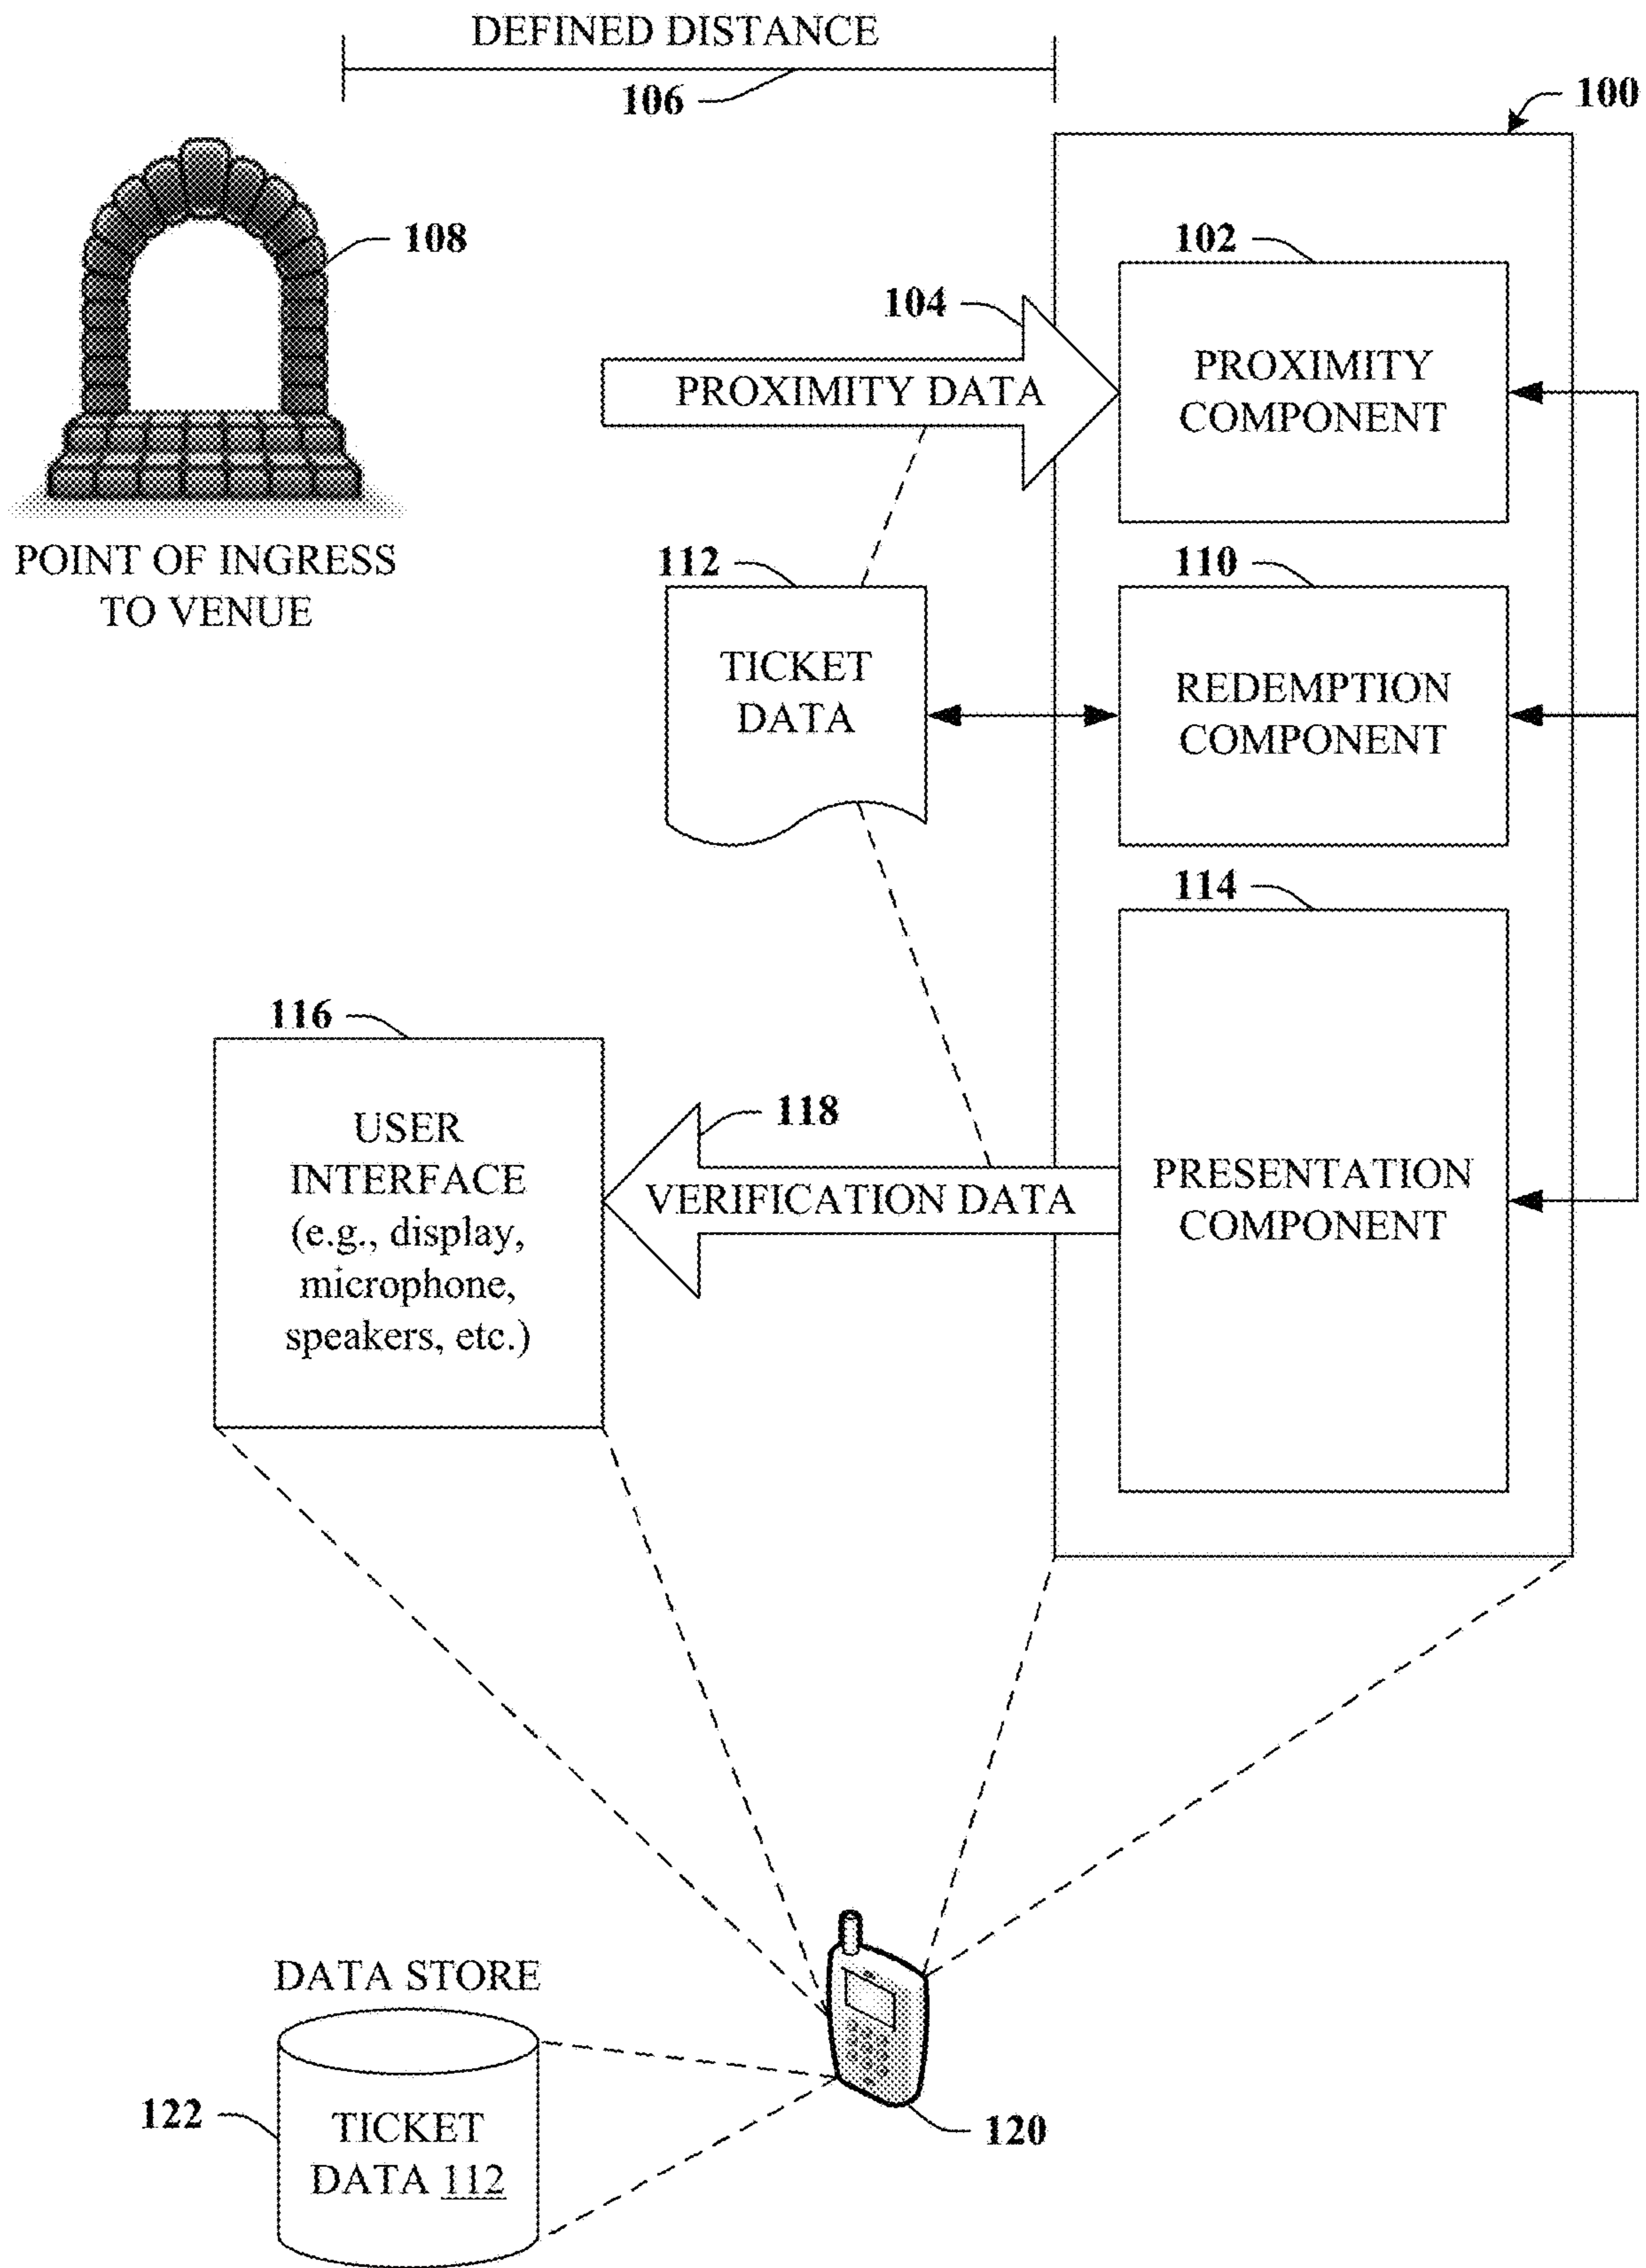 DEFINED DISTANCE
106
100
108
102
104
PROXIMITY DATA
PROXIMITY
COMPONENT
POINT OF INGRESS
TO VENUE
112
110
TICKET
DATA
REDEMPTION
COMPONENT
114
116
USER
INTERFACE
(e.g., display,
microphone,
speakers, etc.)
118
VERIFICATION DATA
PRESENTATION
COMPONENT
DATA STORE
122
TICKET
DATA 112
120